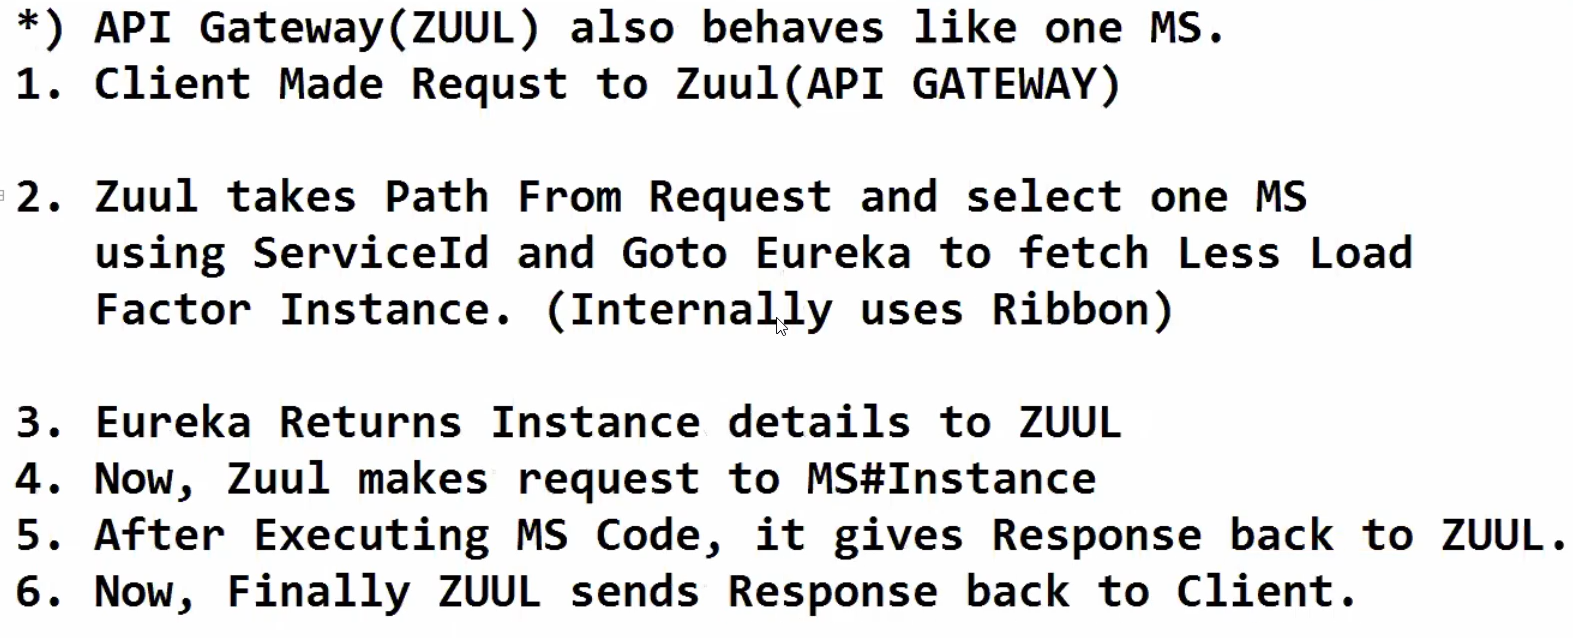 *) API Gateway(ZUUL) also behaves like one MS.
1. Client Made Requst to Zuul(API GATEWAY)
2. Zuul takes Path From Request and select one MS
using ServiceId and Goto Eureka to fetch Less Load
Factor Instance. (Internally uses Ribbon)
3. Eureka Returns Instance details to ZUUL
4. Now, Zuul makes request to MS#Instance
5. After Executing MS Code, it gives Response back to ZUUL.
6. Now, Finally ZUUL sends Response back to Client.